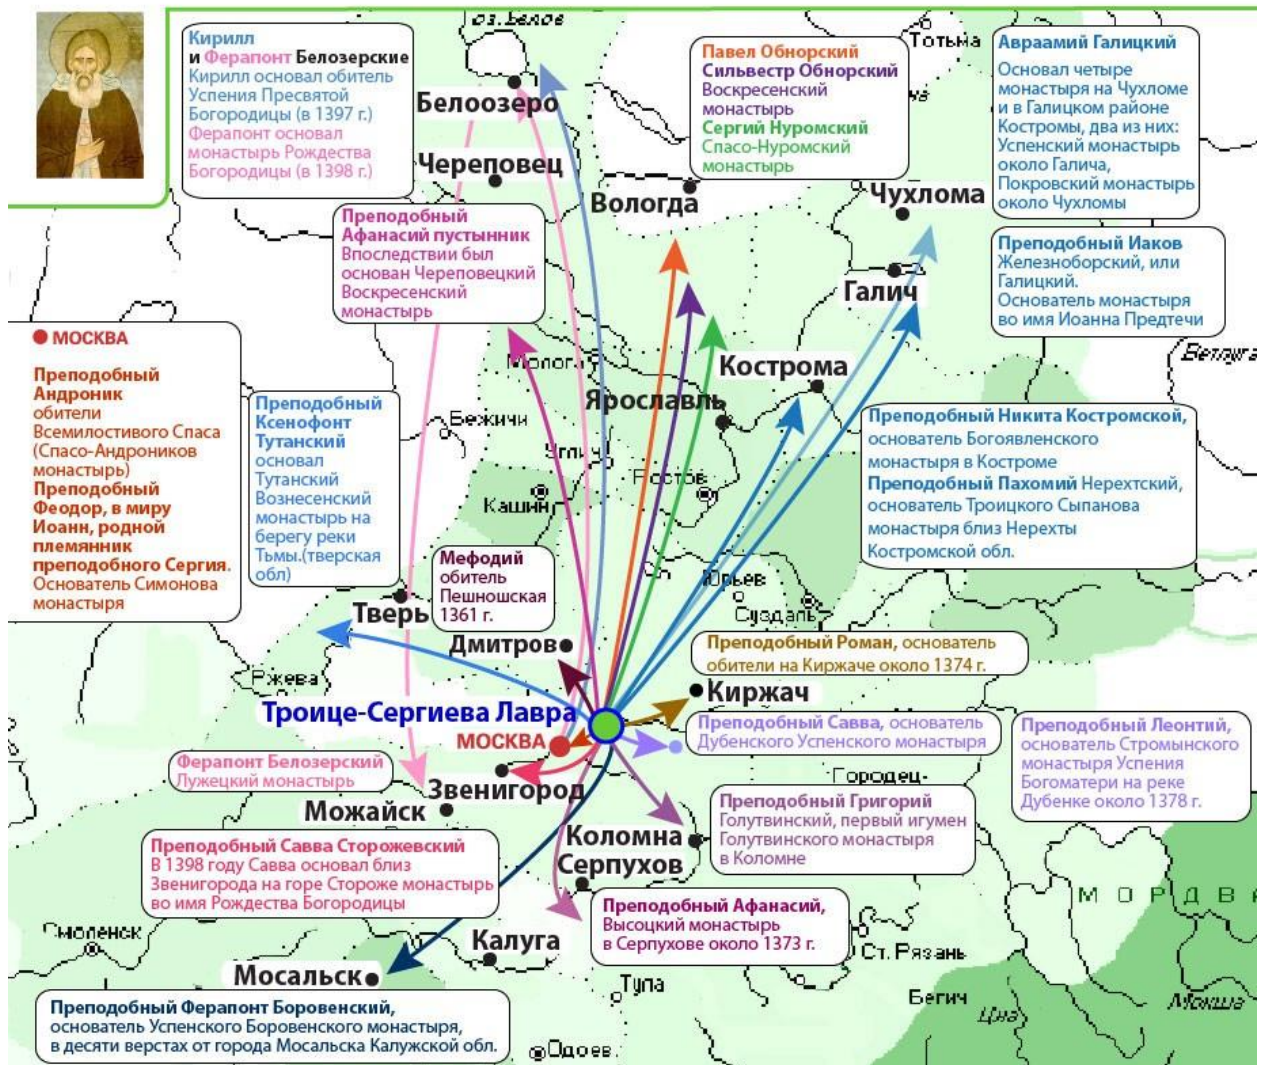 оз.Белое
Тотьма
Кирилл
и Ферапонт Белозерские
Кирилл основал обитель
Успения Пресвятой
Богородицы (в 1397 г.)
Ферапонт основал
монастырь Рождества
Богородицы (в 1398 г.)
Павел Обнорский
Сильвестр Обнорский
Воскресенский
монастырь
Сергий Нуромский
Спасо-Нуромский
монастырь
Авраамий Галицкий
Основал четыре
монастыря на Чухломе
и в Галицком районе
Костромы, два из них:
Успенский монастырь
около Галича,
Покровский монастырь
около Чухломы
Белоозеро
Череповец
Вологда
Чухлома
Преподобный
Афанасий пустынник
Впоследствии был
основан Череповецкий
Воскресенский
монастырь
Преподобный Иаков
Железноборский, или
Галицкий.
Основатель монастыря
во имя Иоанна Предтечи
Галич
МОСКВА
Преподобный
Андроник
обители
Всемилостивого Спаса
(Спасо-Андроников
монастырь)
Преподобный
Феодор, в миру
Иоанн, родной
племянник
преподобного Сергия.
Основатель Симонова
монастыря
Молога
Кострома
Ветлуга
Ярославль
Преподобный
Ксенофонт
Тутанский
основал
Тутанский
Вознесенский
монастырь на
берегу реки
Тьмы.(тверская
обл)
Бежичи
Углич
Ростов
Кашин
Преподобный Никита Костромской,
основатель Богоявленского
монастыря в Костроме
Преподобный Пахомий Нерехтский,
основатель Троицкого Сыпанова
монастыря близ Нерехты
Костромской обл.
Мефодий
обитель
Пешношская
1361 г.
Юрьев
Суздаль
Тверь
Дмитров
Преподобный Роман, основатель
обители на Киржаче около 1374 г.
Ржева
Киржач
Троице-Сергиева Лавра
МОСКВА
Преподобный Савва, основатель
Дубенского Успенского монастыря
Преподобный Леонтий,
основатель Стромынского
монастыря Успения
Богоматери на реке
Дубенке около 1378 г.
Ферапонт Белозерский
Лужецкий монастырь
Звенигород
Городец-
Можайск
Преподобный Григорий
Голутвинский, первый игумен
Голутвинского монастыря
в Коломне
Коломна
Серпухов
Преподобный Савва Сторожевский
В 1398 году Савва основал близ
Звенигорода на горе Стороже монастырь
во имя Рождества Богородицы
МОРДВА
Преподобный Афанасий,
Высоцкий монастырь
в Серпухове около 1373 г.
Смоленск
Калуга
Ст. Рязань
Мосальск
Тула
Бегич
Цна
Мокша
Преподобный Ферапонт Боровенский,
основатель Успенского Боровенского монастыря,
в десяти верстах от города Мосальска Калужской обл.
Одоев.